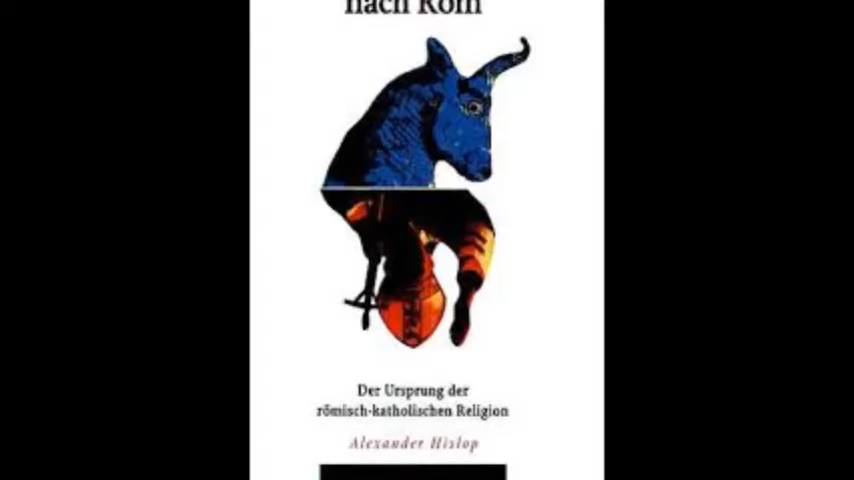 nach Rom
Der Ursprung der
römisch-katholischen Religion
Alexander Hislop